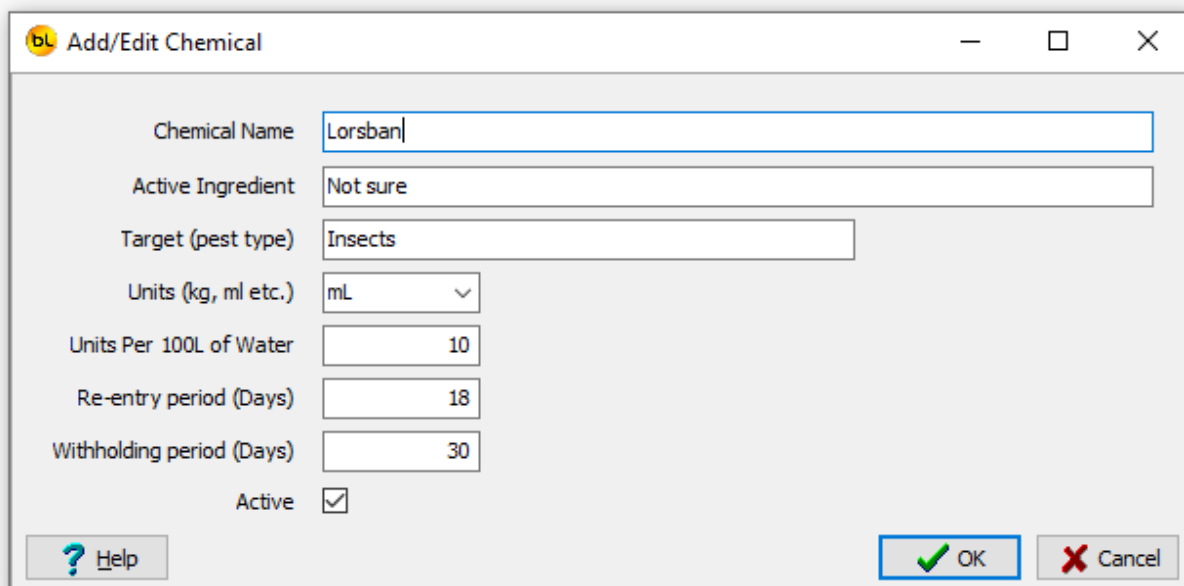 bL Add/Edit Chemical
Chemical Name Lorsban
Active Ingredient Not sure
Target (pest type) Insects
Units (kg, ml etc.) mL
Units Per 100L of Water 10
Re-entry period (Days) 18
Withholding period (Days) 30
Active
? Help OK Cancel